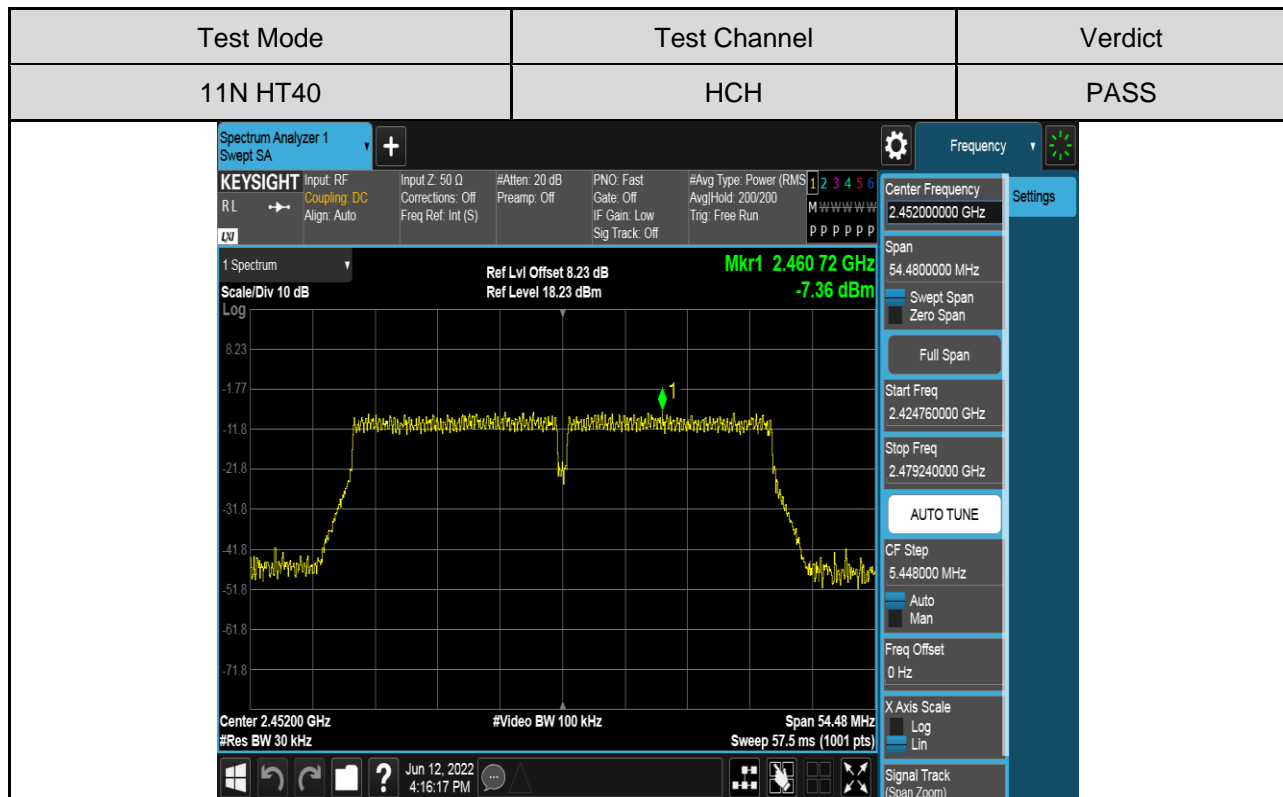 Test Mode Test Channel Verdict
11N HT40 HCH PASS
Spectrum Analyzer 1
Swept SA
+
Frequency
KEYSIGHT
R L
LXI
Input: RF
Coupling: DC
Align: Auto
Input Z: 50 Ω
Corrections: Off
Freq Ref: Int (S)
#Atten: 20 dB
Preamp: Off
PNO: Fast
Gate: Off
IF Gain: Low
Sig Track: Off
#Avg Type: Power (RMS
Avg|Hold: 200/200
Trig: Free Run
1 2 3 4 5 6
M W W W W W
P P P P P P
1 Spectrum
Scale/Div 10 dB
Log
Ref Lvl Offset 8.23 dB
Ref Level 18.23 dBm
Mkr1 2.460 72 GHz
-7.36 dBm
8.23
-1.77
1
-11.8
-21.8
-31.8
-41.8
-51.8
-61.8
-71.8
Center 2.45200 GHz
#Res BW 30 kHz
#Video BW 100 kHz
Span 54.48 MHz
Sweep 57.5 ms (1001 pts)
?
Jun 12, 2022
4:16:17 PM
Center Frequency
2.452000000 GHz
Settings
Span
54.4800000 MHz
Swept Span
Zero Span
Full Span
Start Freq
2.424760000 GHz
Stop Freq
2.479240000 GHz
AUTO TUNE
CF Step
5.448000 MHz
Auto
Man
Freq Offset
0 Hz
X Axis Scale
Log
Lin
Signal Track
(Span Zoom)